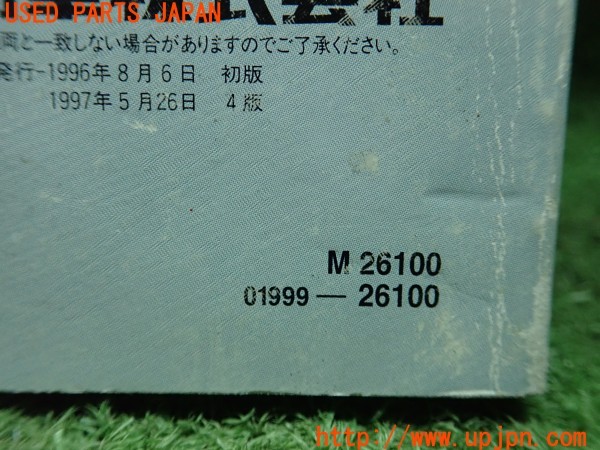 USED PARTS JAPAN
式会社
両と一致しない場合がありますのでご了承ください。
発行-1996年8月6日 初版
1997年5月26日 4版
M 26100
01999—26100
http://www.upjpn.com